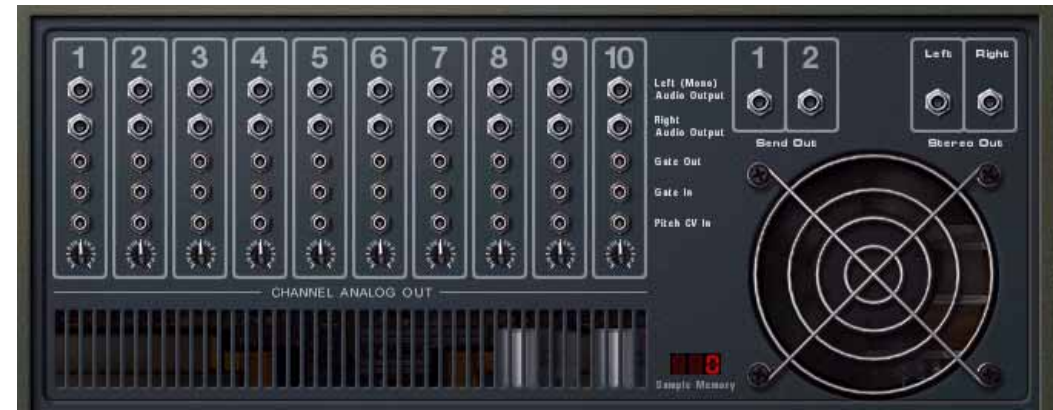 1 2 3 4 5 6 7 8 9 10
Left (Mono)
Audio Output
Right
Audio Output
Gate Out
Gate In
Pitch CV In
CHANNEL ANALOG OUT
1 2
Send Out
Left Right
Stereo Out
0
Sample Memory